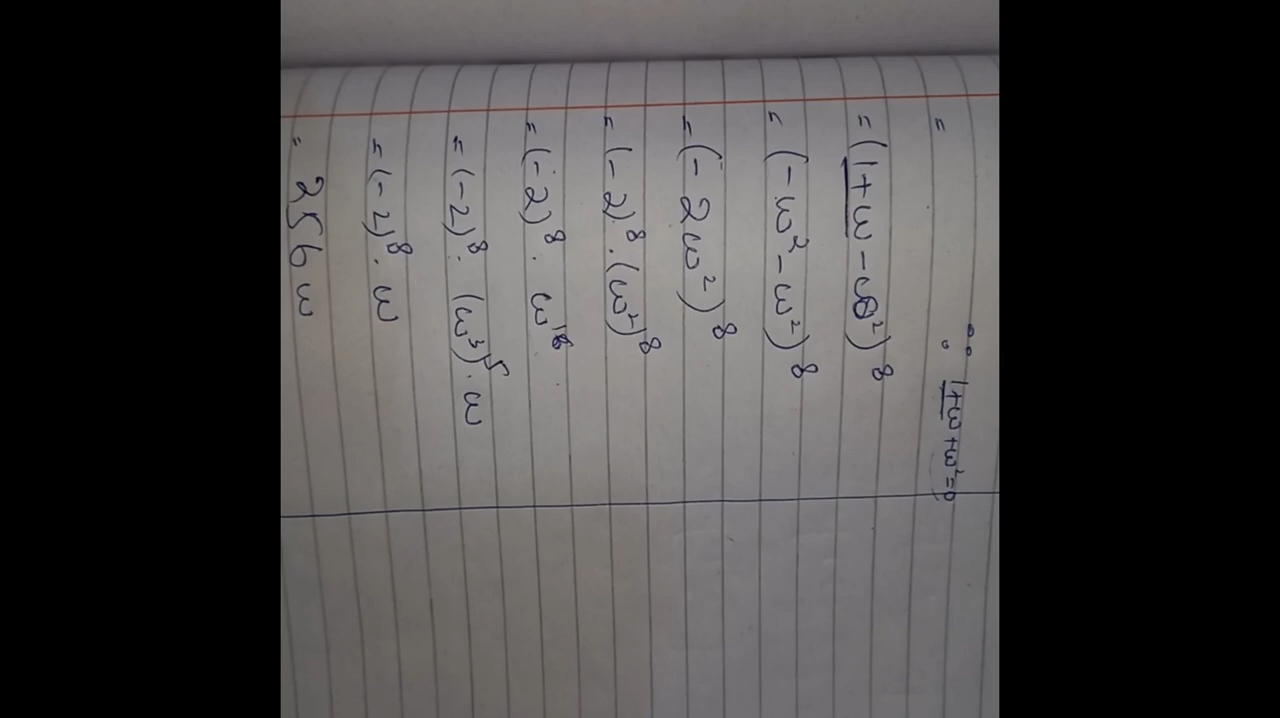 = ∵ 1+ω+ω²=0
= (1+ω-ω²)⁸
= (-ω²-ω²)⁸
= (-2ω²)⁸
= (-2)⁸.(ω²)⁸
= (-2)⁸.ω¹⁶
= (-2)⁸.(ω³)⁵.ω
= (-2)⁸.ω
= 256ω